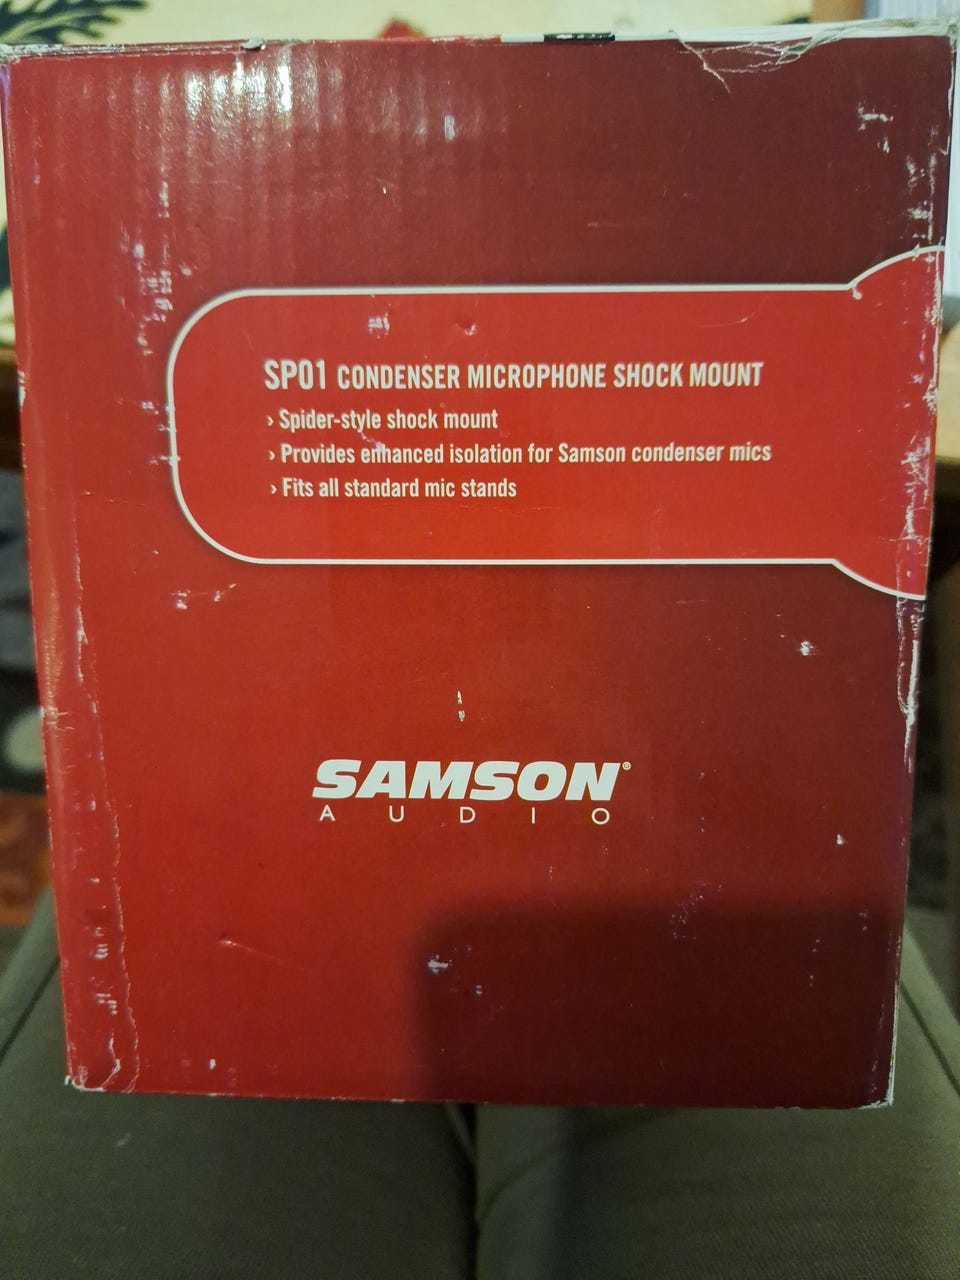 SP01 CONDENSER MICROPHONE SHOCK MOUNT
› Spider-style shock mount
› Provides enhanced isolation for Samson condenser mics
› Fits all standard mic stands
SAMSON®
AUDIO